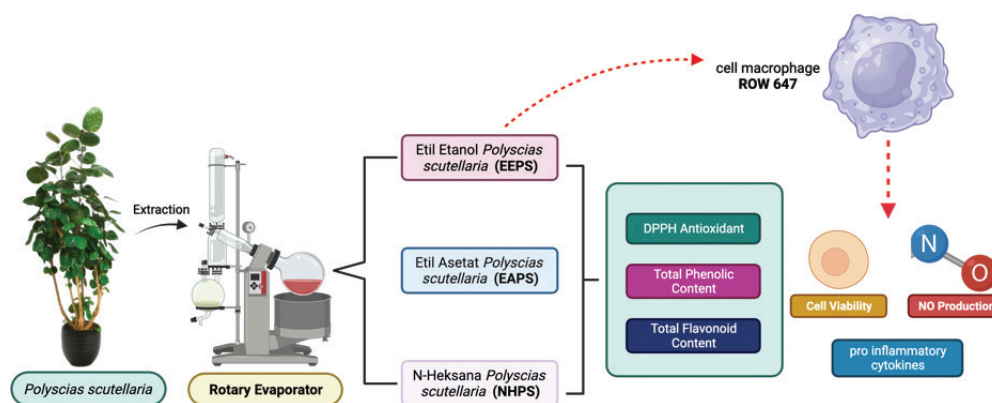 Polyscias scutellaria
Extraction
Rotary Evaporator
Etil Etanol Polyscias
scutellaria (EEPS)
Etil Asetat Polyscias
scutellaria (EAPS)
N-Heksana Polyscias
scutellaria (NHPS)
DPPH Antioxidant
Total Phenolic
Content
Total Flavonoid
Content
cell macrophage
ROW 647
N
O
Cell Viability
NO Production
pro inflammatory
cytokines